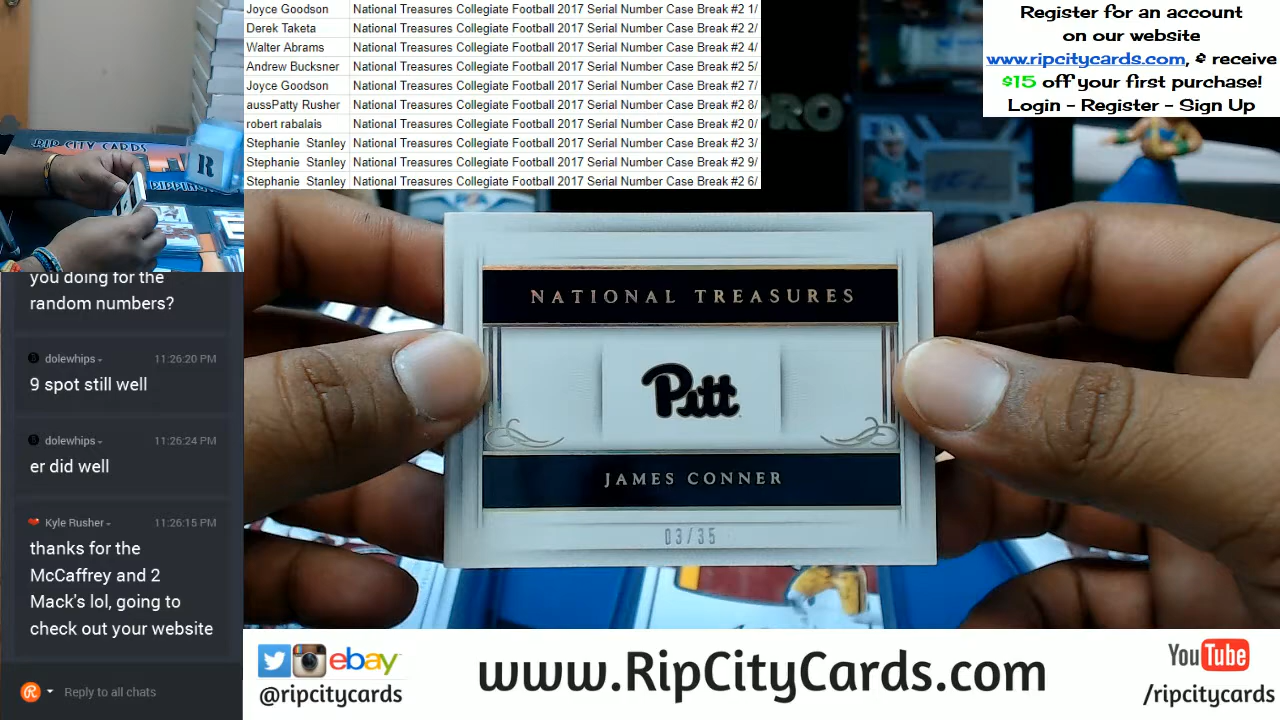 Joyce Goodson National Treasures Collegiate Football 2017 Serial Number Case Break #2 1/
Derek Taketa National Treasures Collegiate Football 2017 Serial Number Case Break #2 2/
Walter Abrams National Treasures Collegiate Football 2017 Serial Number Case Break #2 4/
Andrew Bucksner National Treasures Collegiate Football 2017 Serial Number Case Break #2 5/
Joyce Goodson National Treasures Collegiate Football 2017 Serial Number Case Break #2 7/
aussPatty Rusher National Treasures Collegiate Football 2017 Serial Number Case Break #2 8/
robert rabalais National Treasures Collegiate Football 2017 Serial Number Case Break #2 0/
Stephanie Stanley National Treasures Collegiate Football 2017 Serial Number Case Break #2 3/
Stephanie Stanley National Treasures Collegiate Football 2017 Serial Number Case Break #2 9/
Stephanie Stanley National Treasures Collegiate Football 2017 Serial Number Case Break #2 6/
Register for an account
on our website
www.ripcitycards.com, & receive
$15 off your first purchase!
Login - Register - Sign Up
PRO
RIP CITY CARDS
R
you doing for the
random numbers?
dolewhips 11:26:20 PM
9 spot still well
dolewhips 11:26:24 PM
er did well
Kyle Rusher 11:26:15 PM
thanks for the
McCaffrey and 2
Mack's lol, going to
check out your website
Reply to all chats
NATIONAL TREASURES
Pitt
JAMES CONNER
03/35
ebay
@ripcitycards
www.RipCityCards.com
YouTube
/ripcitycards